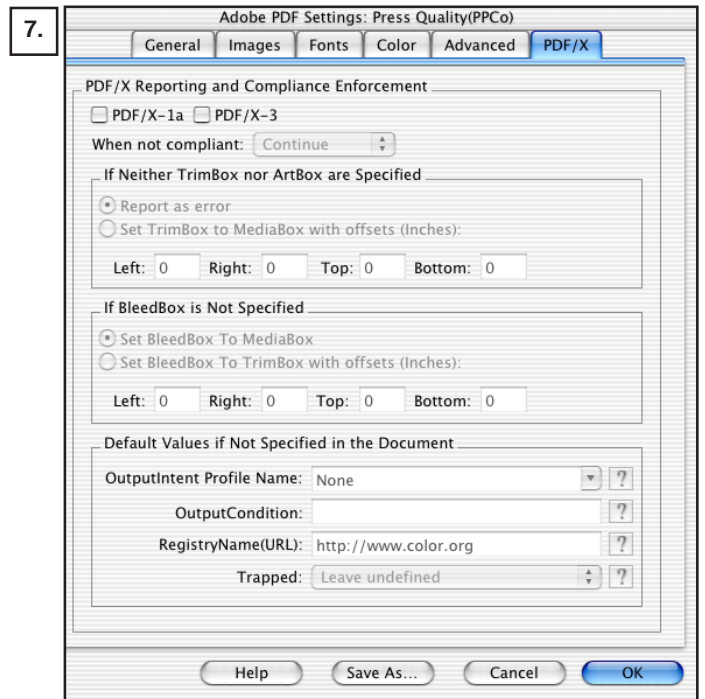 7.
Adobe PDF Settings: Press Quality(PPCo)
General Images Fonts Color Advanced PDF/X
PDF/X Reporting and Compliance Enforcement
PDF/X-1a PDF/X-3
When not compliant: Continue
If Neither TrimBox nor ArtBox are Specified
Report as error
Set TrimBox to MediaBox with offsets (Inches):
Left: 0 Right: 0 Top: 0 Bottom: 0
If BleedBox is Not Specified
Set BleedBox To MediaBox
Set BleedBox To TrimBox with offsets (Inches):
Left: 0 Right: 0 Top: 0 Bottom: 0
Default Values if Not Specified in the Document
OutputIntent Profile Name: None ?
OutputCondition: ?
RegistryName(URL): http://www.color.org ?
Trapped: Leave undefined ?
Help Save As... Cancel OK